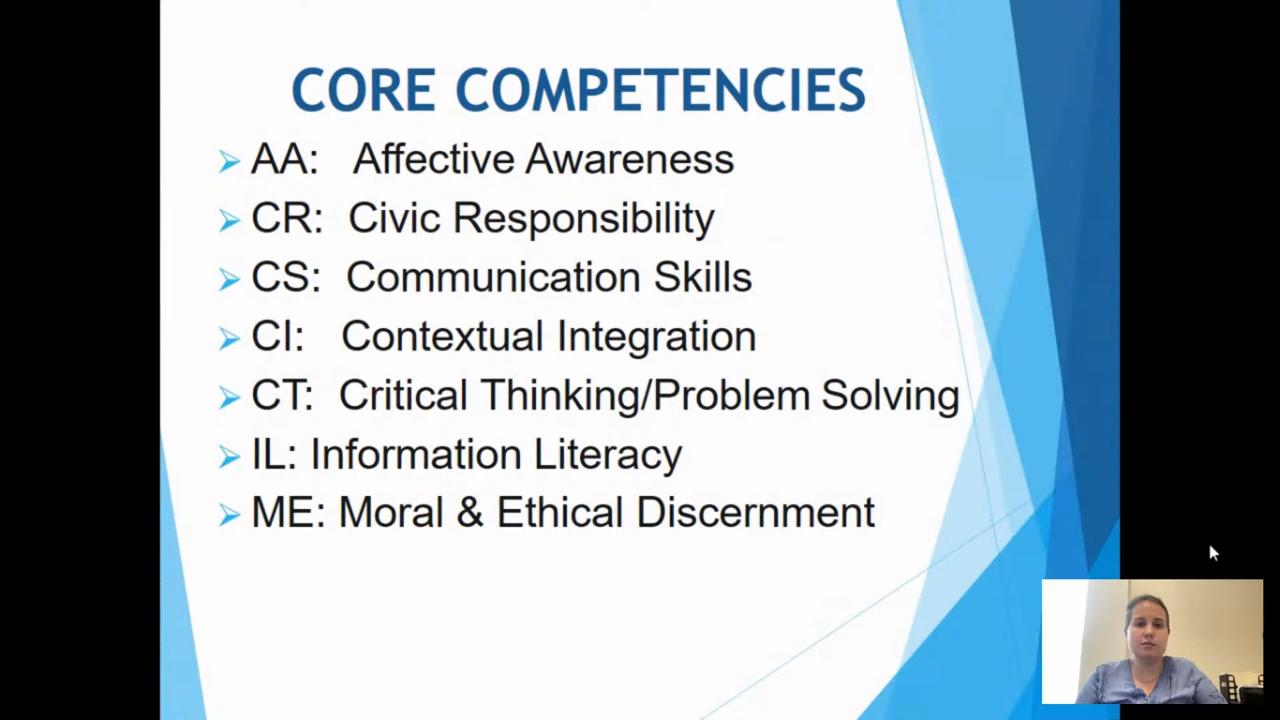 CORE COMPETENCIES
AA: Affective Awareness
CR: Civic Responsibility
CS: Communication Skills
CI: Contextual Integration
CT: Critical Thinking/Problem Solving
IL: Information Literacy
ME: Moral & Ethical Discernment